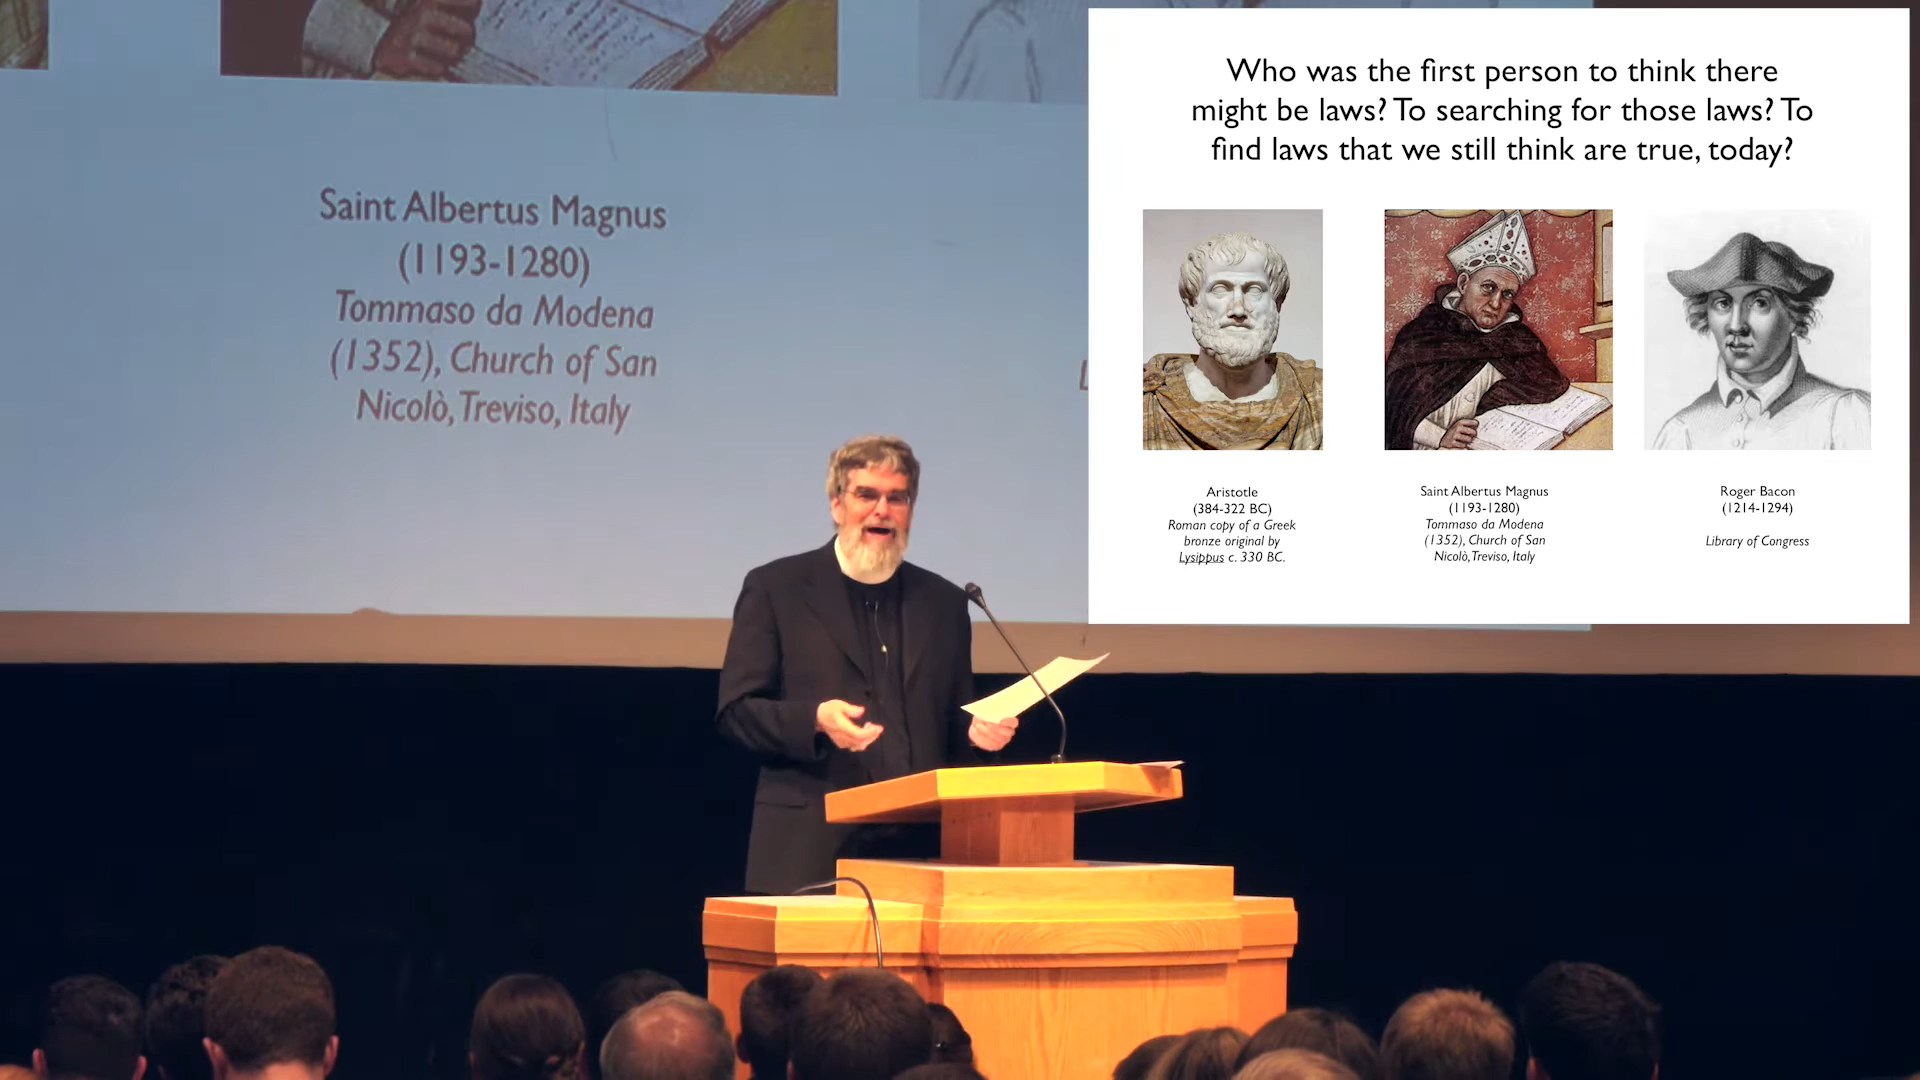 Saint Albertus Magnus
(1193-1280)
Tommaso da Modena
(1352), Church of San
Nicolò, Treviso, Italy
L
Who was the first person to think there
might be laws? To searching for those laws? To
find laws that we still think are true, today?
Aristotle
(384-322 BC)
Roman copy of a Greek
bronze original by
Lysippus c. 330 BC.
Saint Albertus Magnus
(1193-1280)
Tommaso da Modena
(1352), Church of San
Nicolò, Treviso, Italy
Roger Bacon
(1214-1294)
Library of Congress